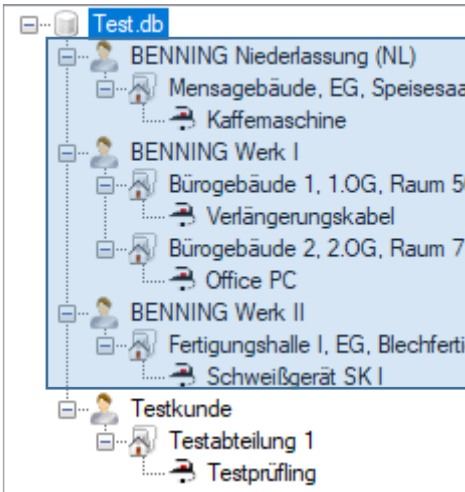 Test.db
BENNING Niederlassung (NL)
Mensagebäude, EG, Speisesaa
Kaffemaschine
BENNING Werk I
Bürogebäude 1, 1.OG, Raum 50
Verlängerungskabel
Bürogebäude 2, 2.OG, Raum 7
Office PC
BENNING Werk II
Fertigungshalle I, EG, Blechferti
Schweißgerät SK I
Testkunde
Testabteilung 1
Testprüfling